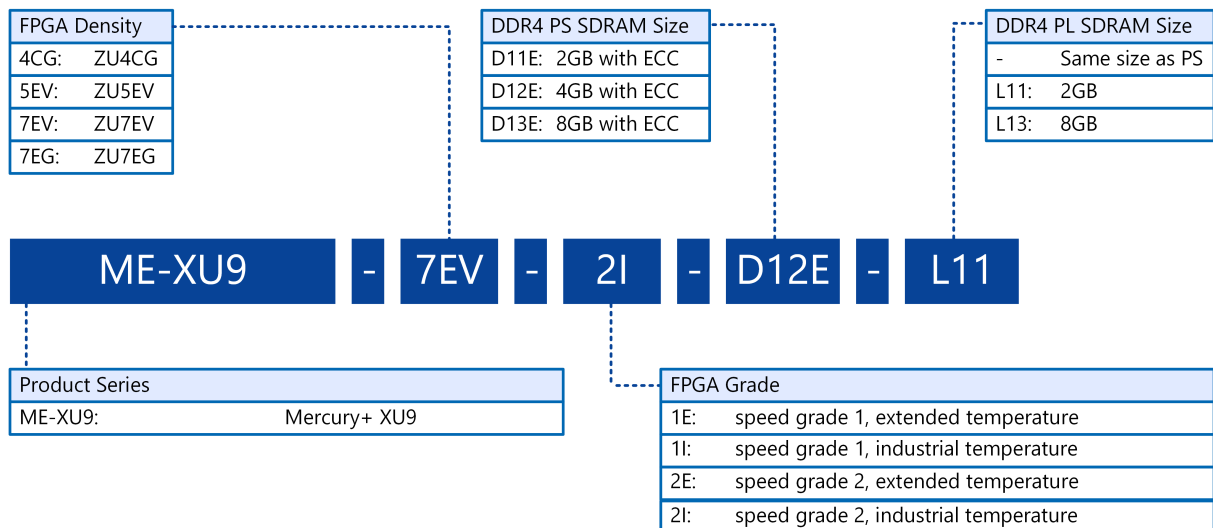 FPGA Density
4CG: ZU4CG
5EV: ZU5EV
7EV: ZU7EV
7EG: ZU7EG
DDR4 PS SDRAM Size
D11E: 2GB with ECC
D12E: 4GB with ECC
D13E: 8GB with ECC
DDR4 PL SDRAM Size
- Same size as PS
L11: 2GB
L13: 8GB
ME-XU9 - 7EV - 2I - D12E - L11
Product Series
ME-XU9: Mercury+ XU9
FPGA Grade
1E: speed grade 1, extended temperature
1I: speed grade 1, industrial temperature
2E: speed grade 2, extended temperature
2I: speed grade 2, industrial temperature